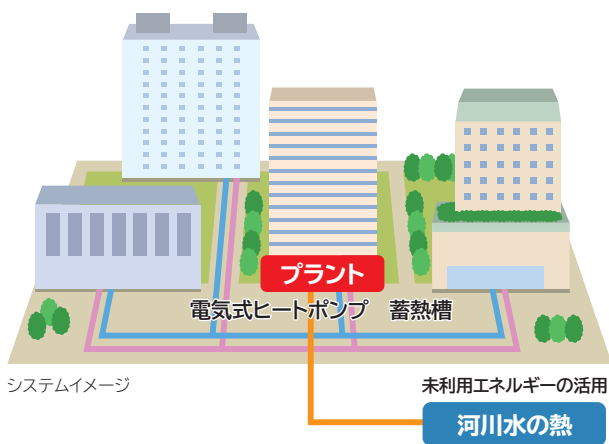 プラント
電気式ヒートポンプ 蓄熱槽
システムイメージ
未利用エネルギーの活用
河川水の熱